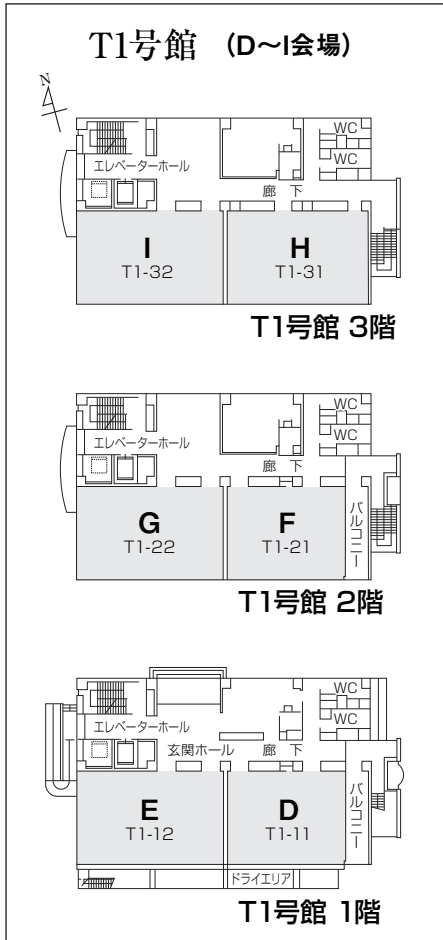 T1号館 （D～I会場）
N
WC
WC
エレベーターホール
廊 下
I
T1-32
H
T1-31
T1号館 3階
WC
WC
エレベーターホール
廊 下
G
T1-22
F
T1-21
バルコニー
T1号館 2階
WC
WC
エレベーターホール
玄関ホール 廊 下
E
T1-12
D
T1-11
バルコニー
ドライエリア
T1号館 1階